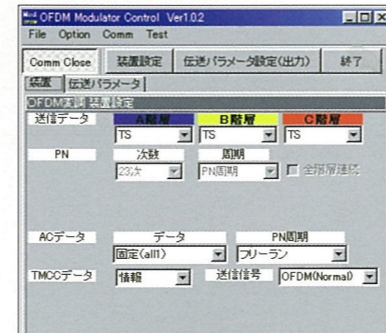 OFDM Modulator Control Ver1.02
File Option Comm Test
Comm Close 装置設定 伝送パラメータ設定(出力) 終了
装置 伝送パラメータ
OFDM変調 装置設定
送信データ A階層 B階層 C階層
TS TS TS
PN 次数 周期
23次 PN周期 全階層連続
ACデータ データ PN周期
固定(all1) フリーラン
TMCCデータ 情報 送信信号 OFDM(Normal)